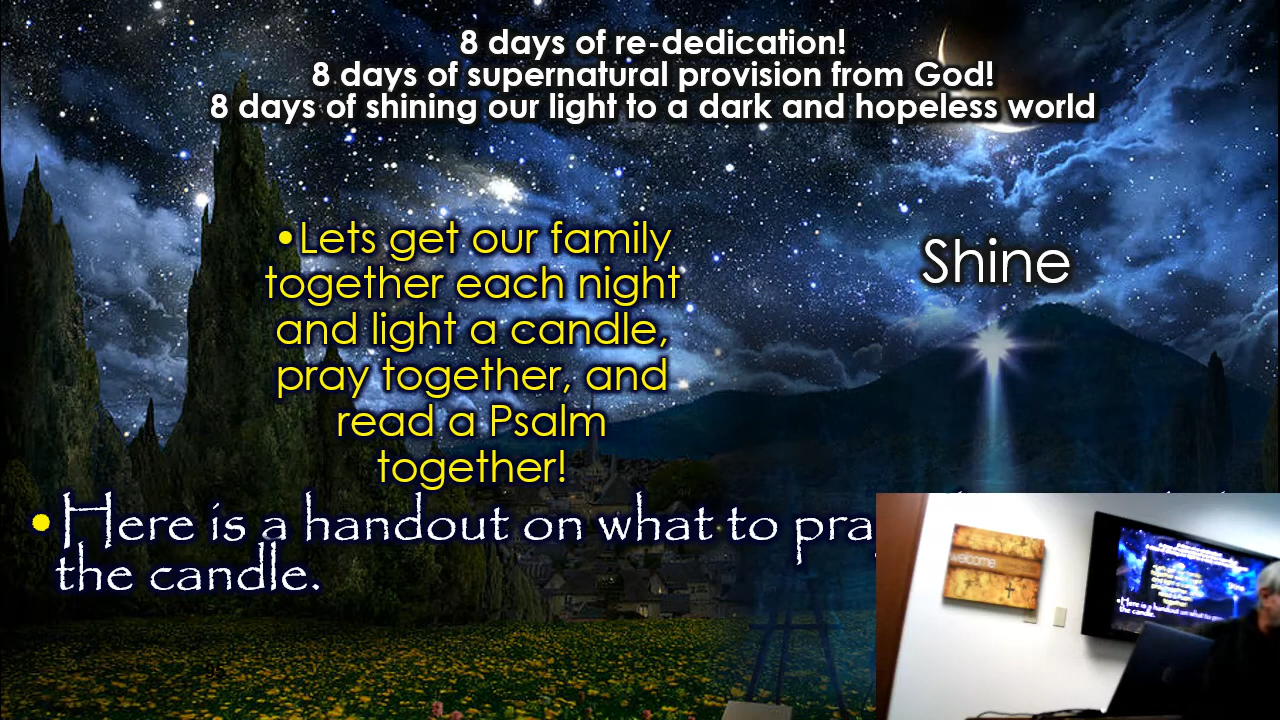 8 days of re-dedication!
8 days of supernatural provision from God!
8 days of shining our light to a dark and hopeless world
•Lets get our family
together each night
and light a candle,
pray together, and
read a Psalm
together!
Shine
•Here is a handout on what to pra
the candle.
welcome